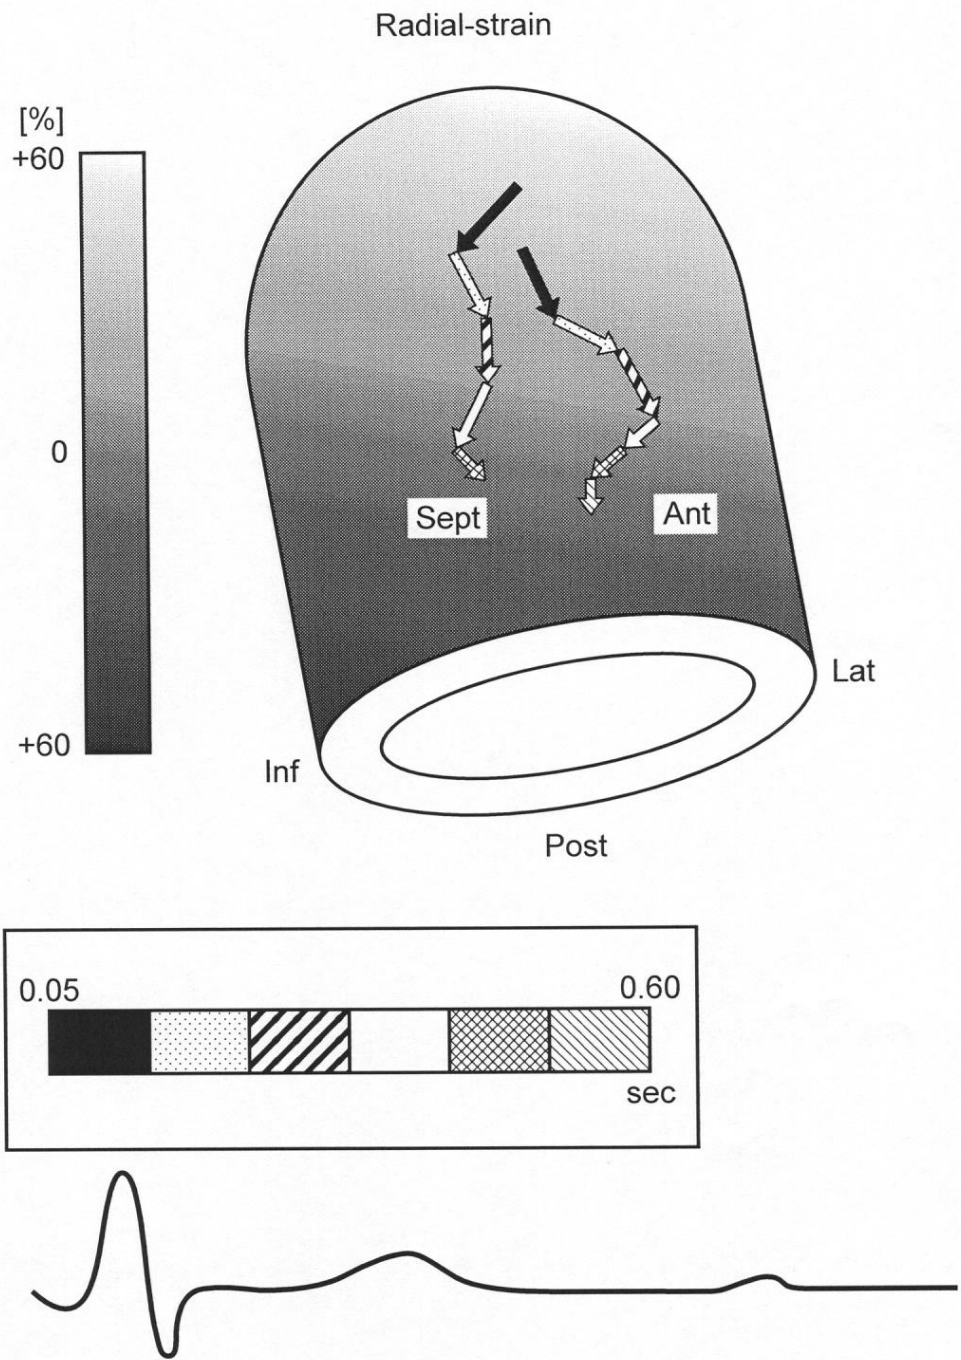 Radial-strain
[%]
+60
0
+60
Sept
Ant
Lat
Inf
Post
0.05
0.60
sec